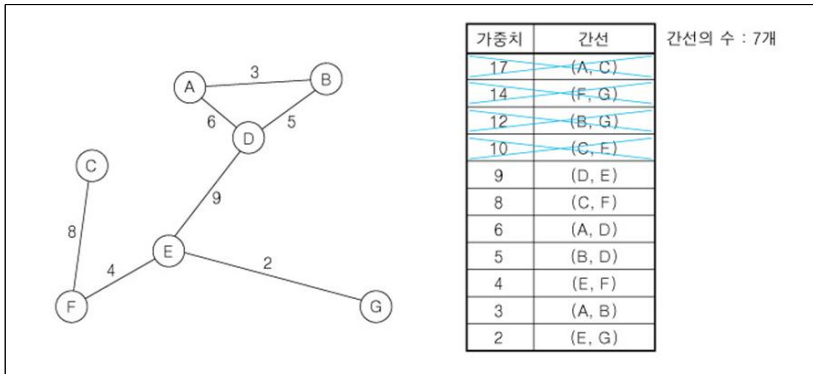 가중치 간선 간선의 수 : 7개
17 (A, C)
14 (F, G)
12 (B, G)
10 (C, E)
9 (D, E)
8 (C, F)
6 (A, D)
5 (B, D)
4 (E, F)
3 (A, B)
2 (E, G)
3
A
B
6
5
D
C
9
8
E
4
2
F
G